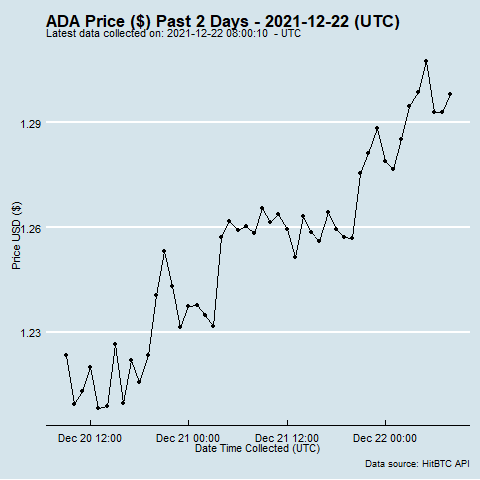 ADA Price ($) Past 2 Days - 2021-12-22 (UTC)
Latest data collected on: 2021-12-22 08:00:10 - UTC
1.29
1.26
1.23
Price USD ($)
Dec 20 12:00 Dec 21 00:00 Dec 21 12:00 Dec 22 00:00
Date Time Collected (UTC)
Data source: HitBTC API